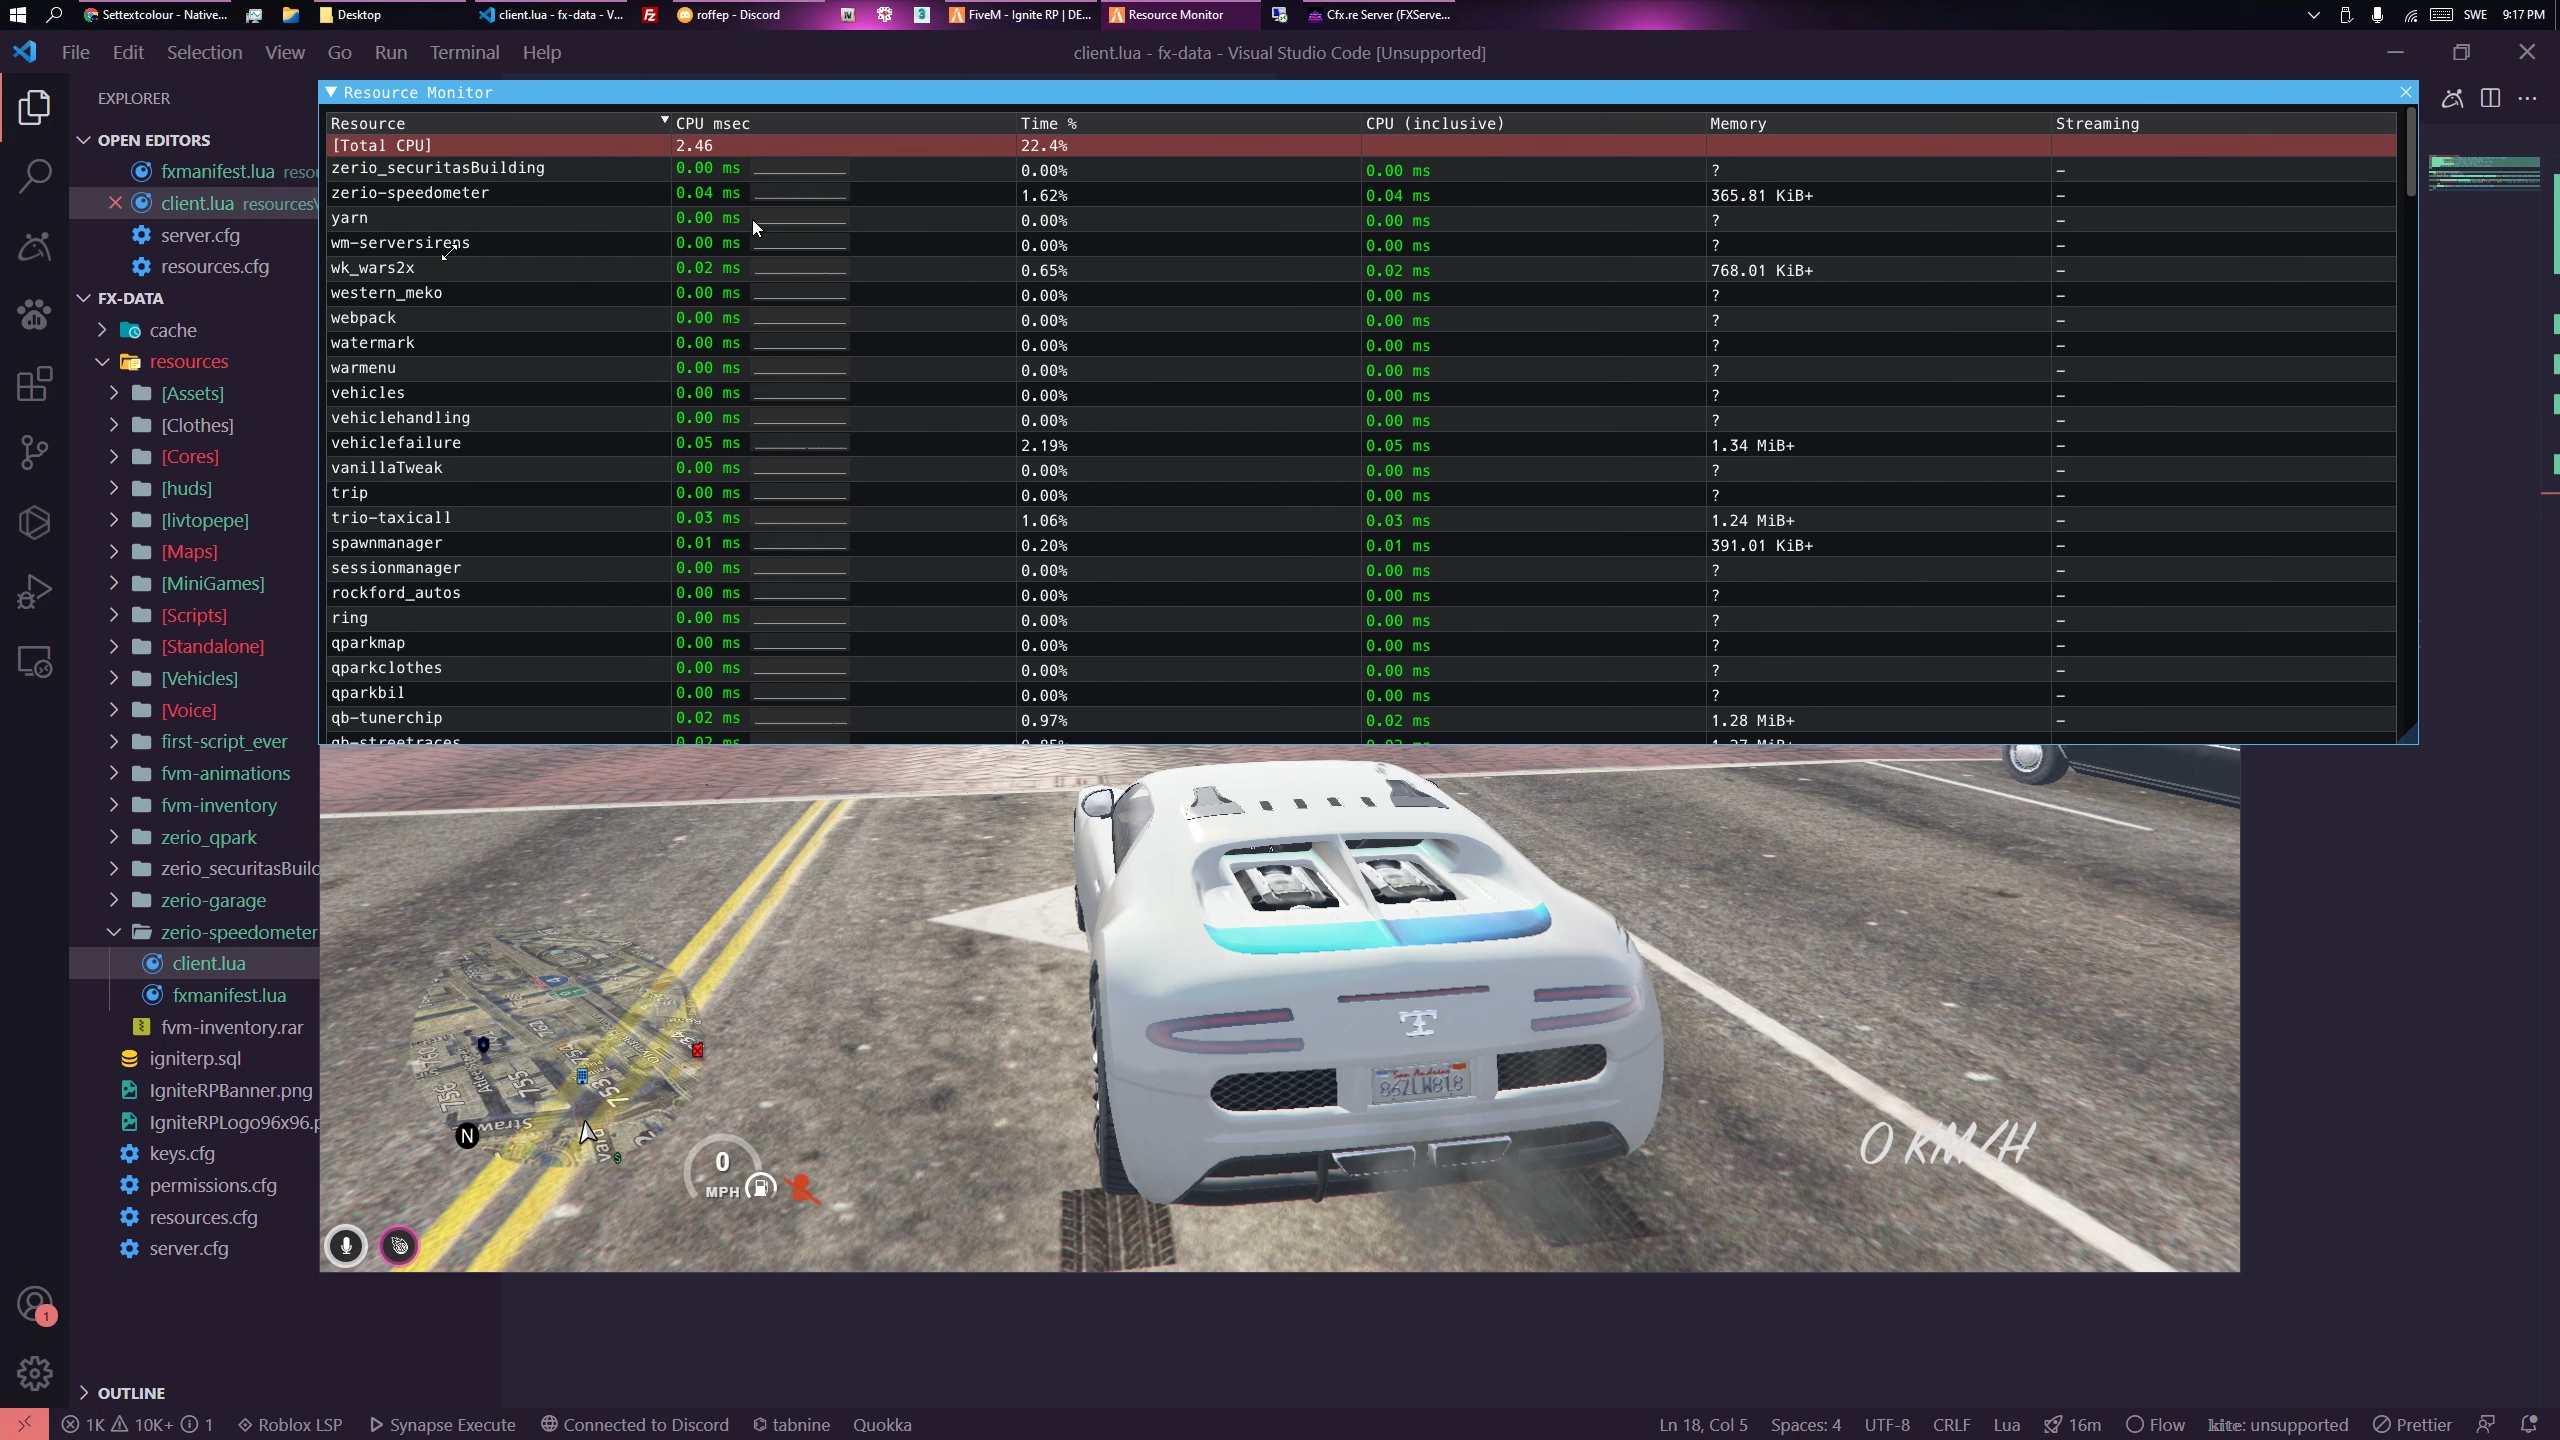 Settextcolour - Native...
Desktop
client.lua - fx-data - V...
roffep - Discord
FiveM - Ignite RP | DE...
Resource Monitor
Cfx.re Server (FXServe...
SWE
9:17 PM
File Edit Selection View Go Run Terminal Help
client.lua - fx-data - Visual Studio Code [Unsupported]
EXPLORER
OPEN EDITORS
fxmanifest.lua resou
client.lua resources\
server.cfg
resources.cfg
FX-DATA
cache
resources
[Assets]
[Clothes]
[Cores]
[huds]
[livtopepe]
[Maps]
[MiniGames]
[Scripts]
[Standalone]
[Vehicles]
[Voice]
first-script_ever
fvm-animations
fvm-inventory
zerio_qpark
zerio_securitasBuild
zerio-garage
zerio-speedometer
client.lua
fxmanifest.lua
fvm-inventory.rar
igniterp.sql
IgniteRPBanner.png
IgniteRPLogo96x96.p
keys.cfg
permissions.cfg
resources.cfg
server.cfg
OUTLINE
Resource Monitor
Resource CPU msec Time % CPU (inclusive) Memory Streaming
[Total CPU] 2.46 22.4%
zerio_securitasBuilding 0.00 ms 0.00% 0.00 ms ? –
zerio-speedometer 0.04 ms 1.62% 0.04 ms 365.81 KiB+ –
yarn 0.00 ms 0.00% 0.00 ms ? –
wm-serversirens 0.00 ms 0.00% 0.00 ms ? –
wk_wars2x 0.02 ms 0.65% 0.02 ms 768.01 KiB+ –
western_meko 0.00 ms 0.00% 0.00 ms ? –
webpack 0.00 ms 0.00% 0.00 ms ? –
watermark 0.00 ms 0.00% 0.00 ms ? –
warmenu 0.00 ms 0.00% 0.00 ms ? –
vehicles 0.00 ms 0.00% 0.00 ms ? –
vehiclehandling 0.00 ms 0.00% 0.00 ms ? –
vehiclefailure 0.05 ms 2.19% 0.05 ms 1.34 MiB+ –
vanillaTweak 0.00 ms 0.00% 0.00 ms ? –
trip 0.00 ms 0.00% 0.00 ms ? –
trio-taxicall 0.03 ms 1.06% 0.03 ms 1.24 MiB+ –
spawnmanager 0.01 ms 0.20% 0.01 ms 391.01 KiB+ –
sessionmanager 0.00 ms 0.00% 0.00 ms ? –
rockford_autos 0.00 ms 0.00% 0.00 ms ? –
ring 0.00 ms 0.00% 0.00 ms ? –
qparkmap 0.00 ms 0.00% 0.00 ms ? –
qparkclothes 0.00 ms 0.00% 0.00 ms ? –
qparkbil 0.00 ms 0.00% 0.00 ms ? –
qb-tunerchip 0.02 ms 0.97% 0.02 ms 1.28 MiB+ –
qb-streetraces 0.02 ms
San Andreas
867LW818
0 KM/H
N
0
MPH
753
755
756
754
762
Straw
1
1K 10K+ 1
Roblox LSP
Synapse Execute
Connected to Discord
tabnine
Quokka
Ln 18, Col 5
Spaces: 4
UTF-8
CRLF
Lua
16m
Flow
kite: unsupported
Prettier